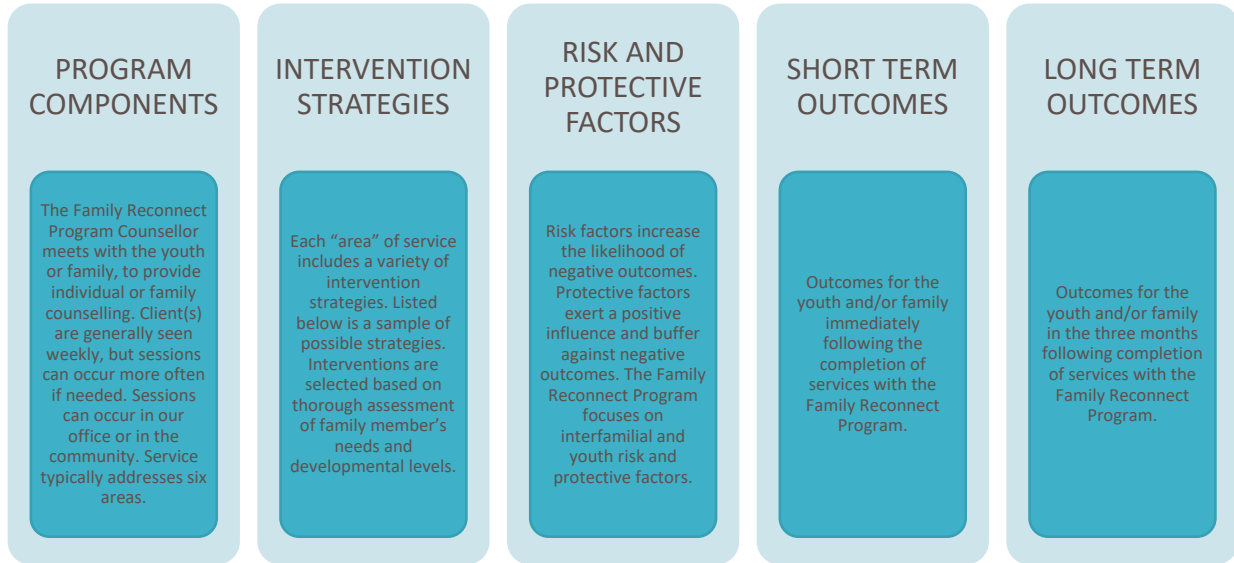 PROGRAM
COMPONENTS
The Family Reconnect
Program Counsellor
meets with the youth
or family, to provide
individual or family
counselling. Client(s)
are generally seen
weekly, but sessions
can occur more often
if needed. Sessions
can occur in our
office or in the
community. Service
typically addresses six
areas.
INTERVENTION
STRATEGIES
Each “area” of service
includes a variety of
intervention
strategies. Listed
below is a sample of
possible strategies.
Interventions are
selected based on
thorough assessment
of family member’s
needs and
developmental levels.
RISK AND
PROTECTIVE
FACTORS
Risk factors increase
the likelihood of
negative outcomes.
Protective factors
exert a positive
influence and buffer
against negative
outcomes. The Family
Reconnect Program
focuses on
interfamilial and
youth risk and
protective factors.
SHORT TERM
OUTCOMES
Outcomes for the
youth and/or family
immediately
following the
completion of
services with the
Family Reconnect
Program.
LONG TERM
OUTCOMES
Outcomes for the
youth and/or family
in the three months
following completion
of services with the
Family Reconnect
Program.